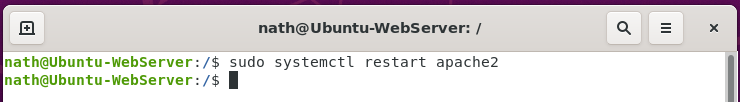 nath@Ubuntu-WebServer: /
nath@Ubuntu-WebServer:/$ sudo systemctl restart apache2
nath@Ubuntu-WebServer:/$